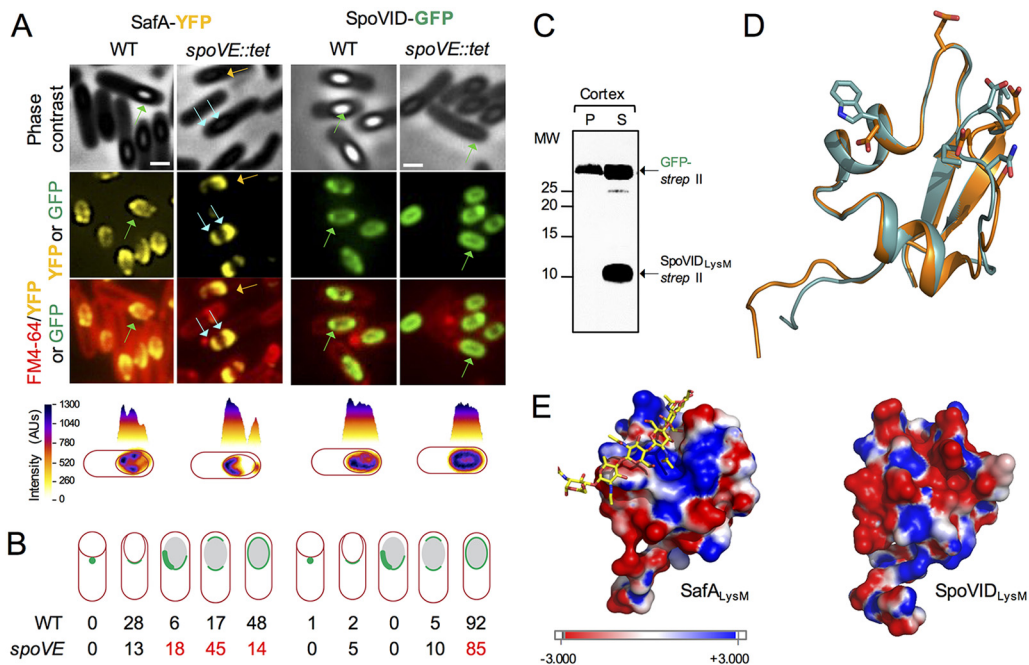 A
SafA-YFP
SpoVID-GFP
WT
spoVE::tet
WT
spoVE::tet
Phase contrast
YFP or GFP
FM4-64/YFP or GFP
Intensity (AUs)
1300
1040
780
520
260
0
B
WT 0 28 6 17 48 1 2 0 5 92
spoVE 0 13 18 45 14 0 5 0 10 85
C
Cortex
P S
MW
25
20
15
10
GFP-
strep II
SpoVIDLysM
strep II
D
E
SafALysM
SpoVIDLysM
-3.000
+3.000